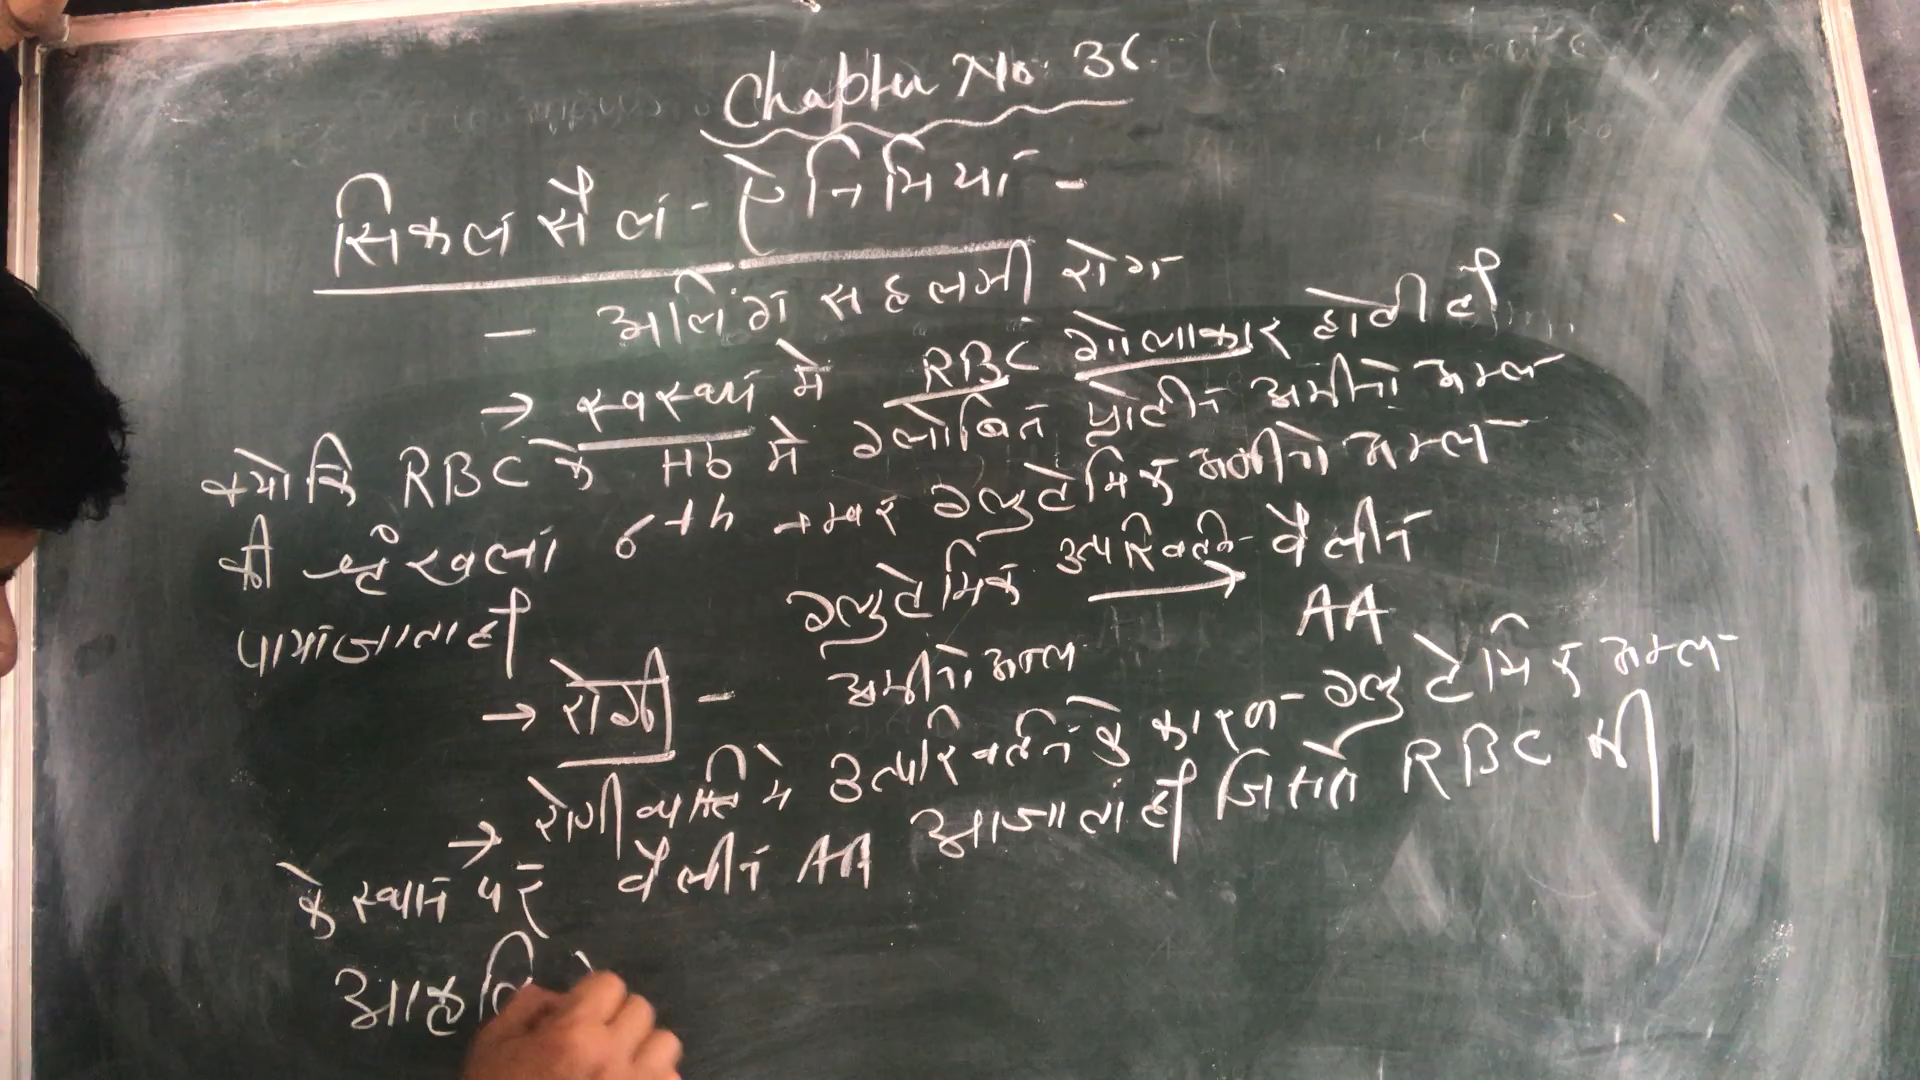 Chapter No. 36
सिकल सैल - ऐनिमिया -
- अलिंग सहलग्नी रोग
→ स्वस्थ्य में RBC गोलाकार होती है
क्योकि RBC के Hb मे ग्लोबिन प्रोटीन अमीनो अम्ल
की श्रृंखला 6th नम्बर ग्लुटेमिक अमीनो अम्ल
पाया जाता है
ग्लुटेमिक उत्परिवर्तन → वैलीन
अमीनो अम्ल AA
→ रोगी -
→ रोगी व्यक्ति मे उत्परिवर्तन के कारण ग्लुटेमिक अम्ल
के स्थान पर वैलीन AA आ जाता है जिससे RBC की
आकृति